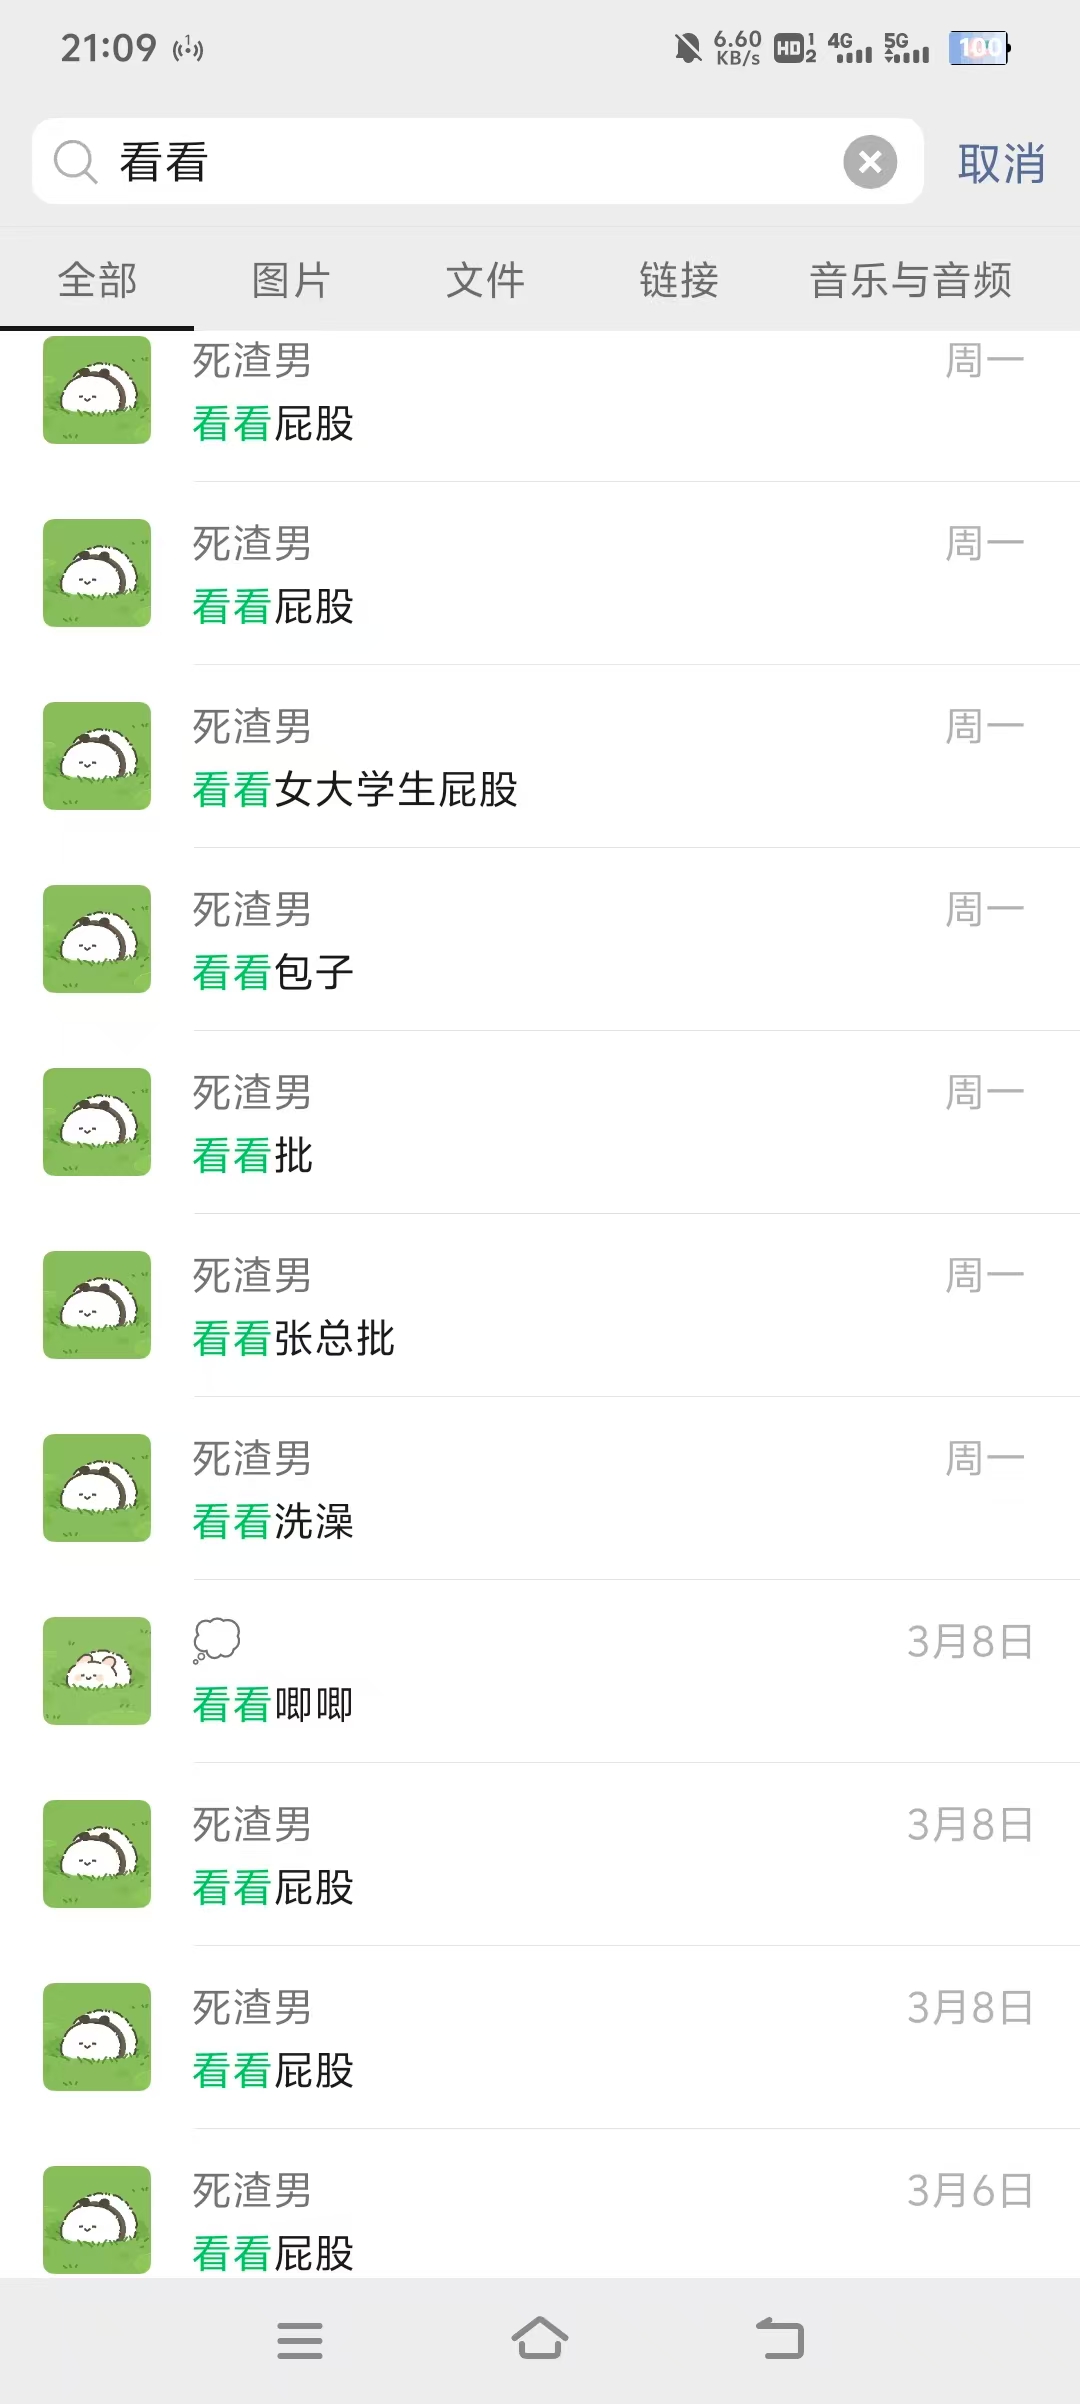 21:09
6.60 KB/s HD 1 2 4G 5G 100
看看
取消
全部 图片 文件 链接 音乐与音频
死渣男 周一
看看屁股
死渣男 周一
看看屁股
死渣男 周一
看看女大学生屁股
死渣男 周一
看看包子
死渣男 周一
看看批
死渣男 周一
看看张总批
死渣男 周一
看看洗澡
3月8日
看看唧唧
死渣男 3月8日
看看屁股
死渣男 3月8日
看看屁股
死渣男 3月6日
看看屁股